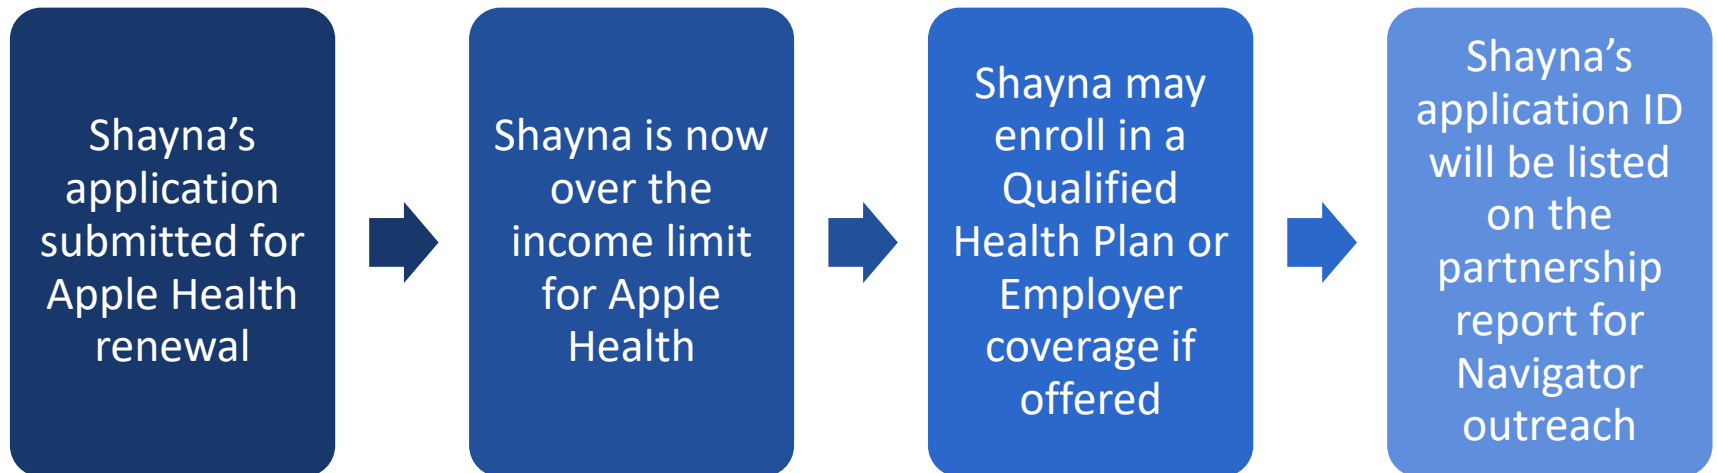 Shayna’s
application
submitted for
Apple Health
renewal
Shayna is now
over the
income limit
for Apple
Health
Shayna may
enroll in a
Qualified
Health Plan or
Employer
coverage if
offered
Shayna’s
application ID
will be listed
on the
partnership
report for
Navigator
outreach